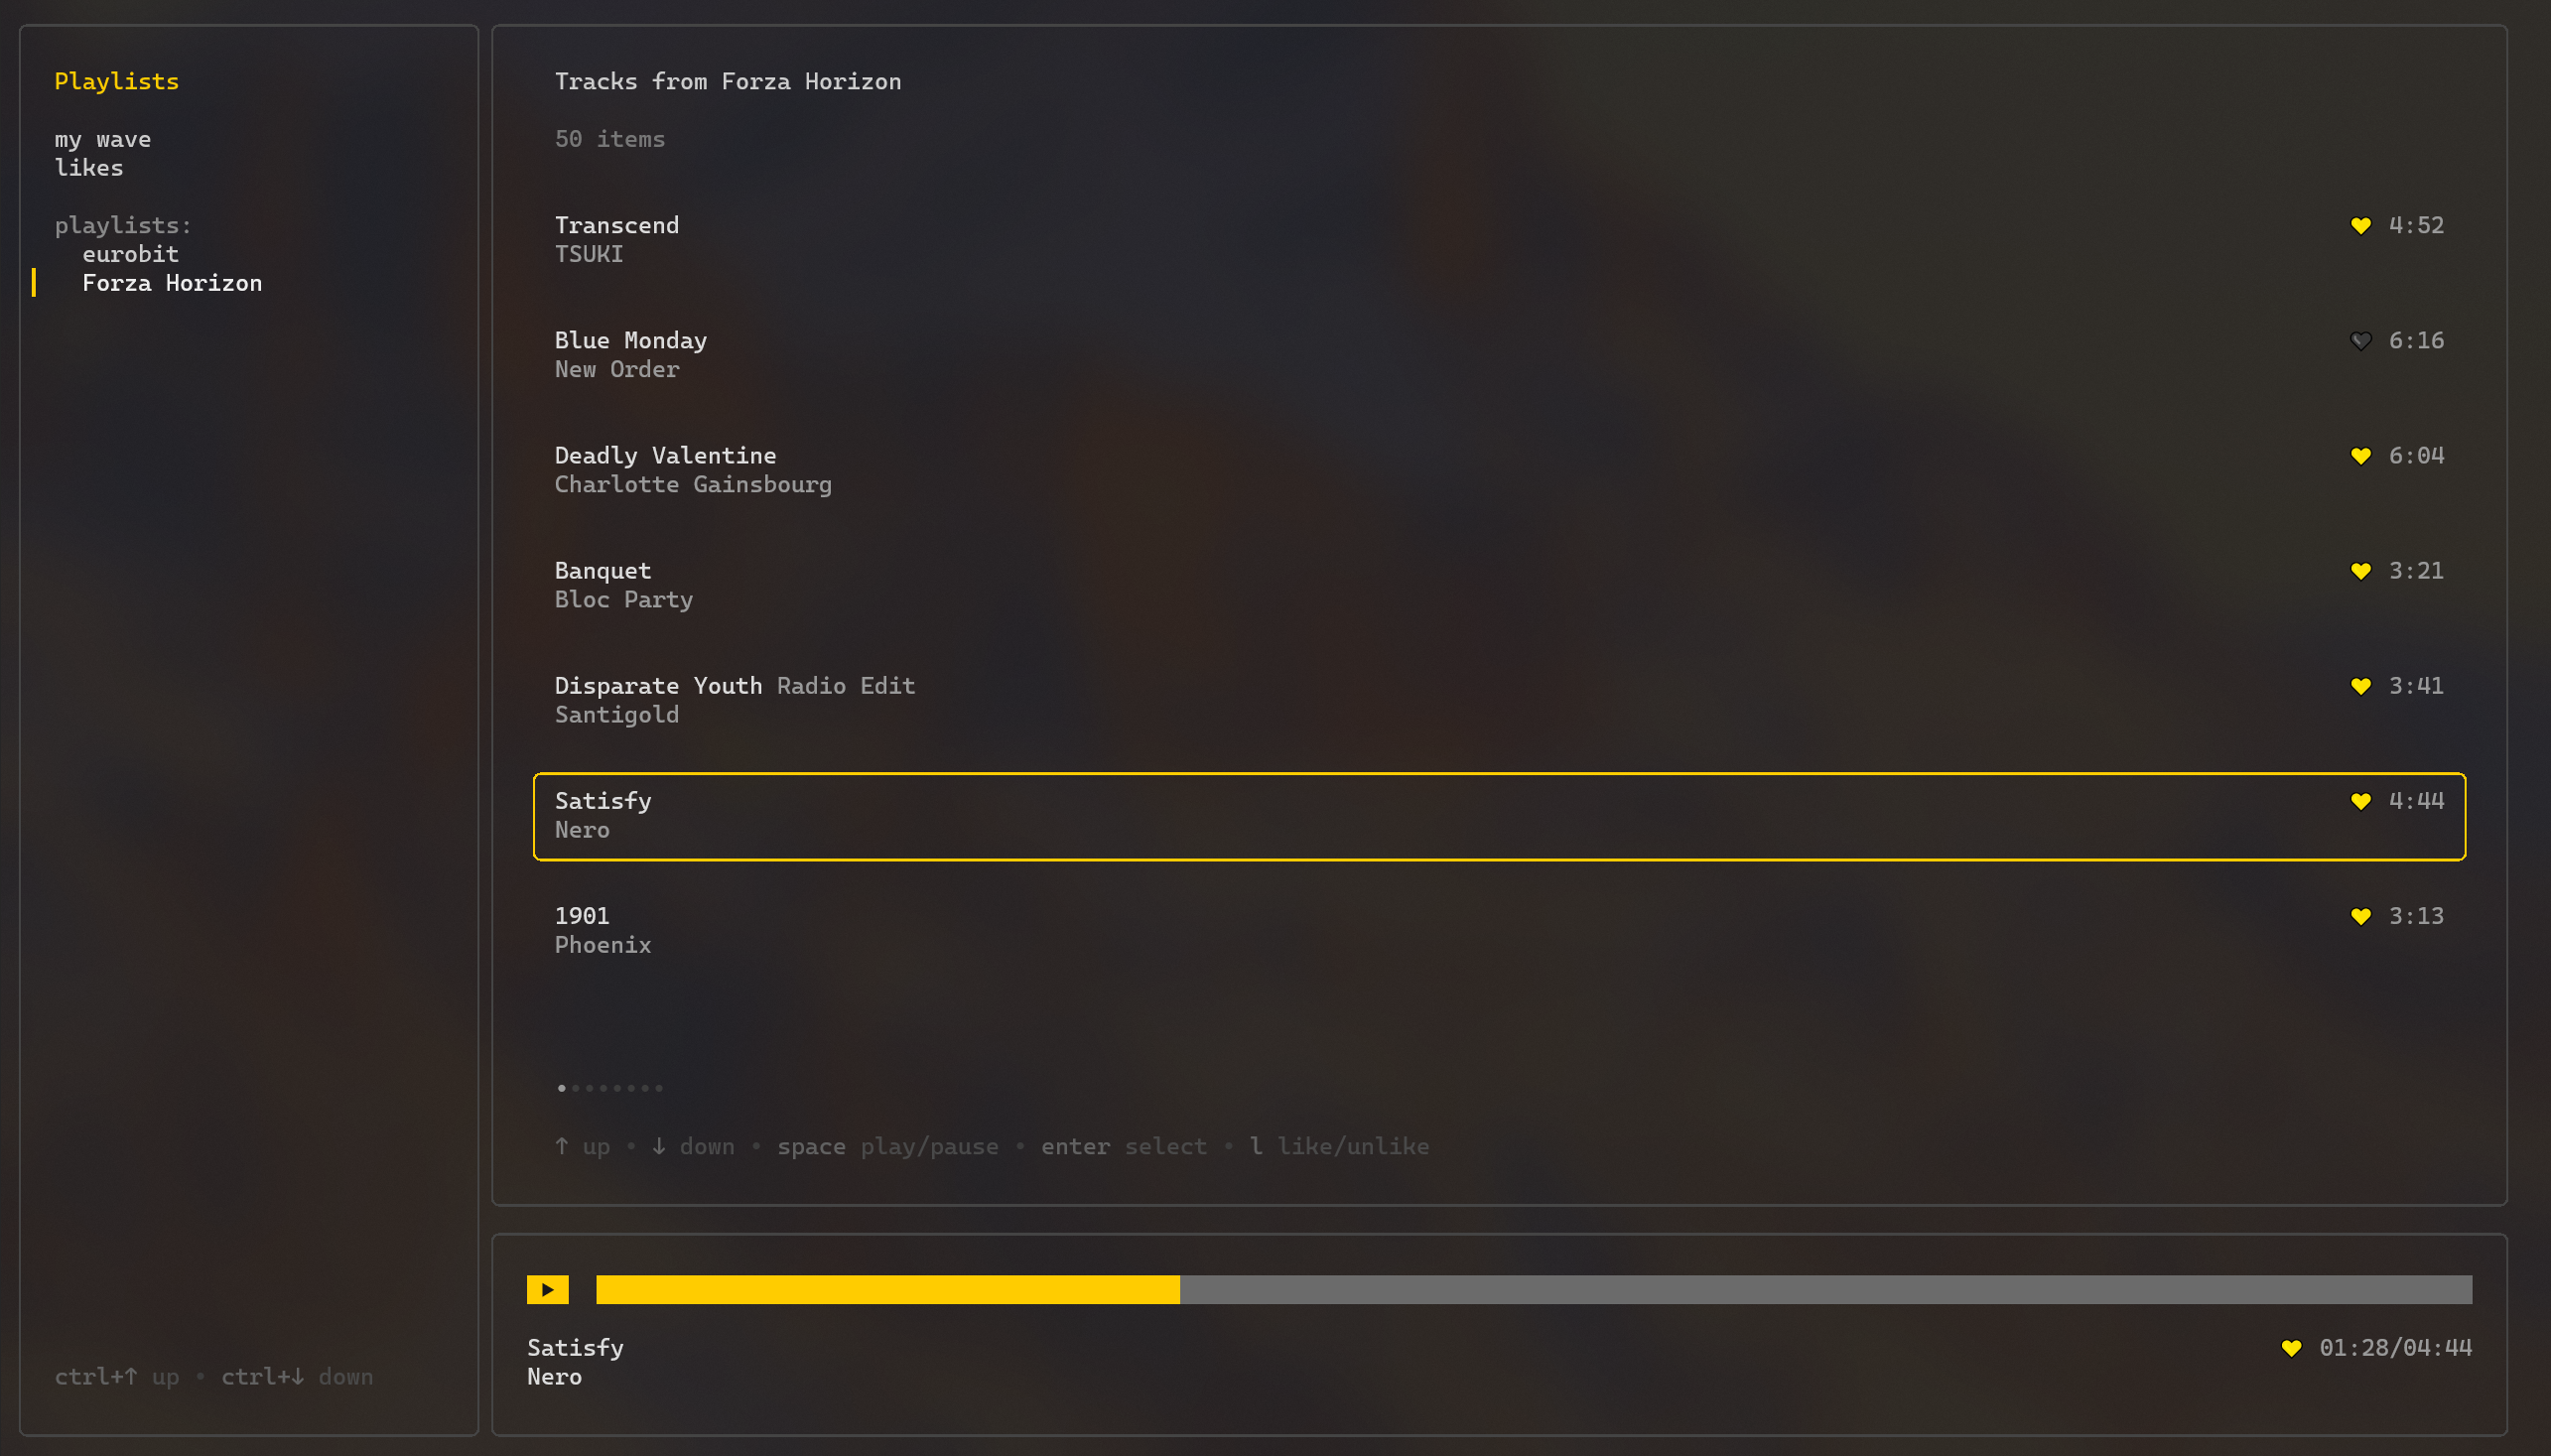 Playlists
my wave
likes
playlists:
eurobit
Forza Horizon
ctrl+↑ up • ctrl+↓ down
Tracks from Forza Horizon
50 items
Transcend 4:52
TSUKI
Blue Monday 6:16
New Order
Deadly Valentine 6:04
Charlotte Gainsbourg
Banquet 3:21
Bloc Party
Disparate Youth Radio Edit 3:41
Santigold
Satisfy 4:44
Nero
1901 3:13
Phoenix
↑ up • ↓ down • space play/pause • enter select • l like/unlike
Satisfy 01:28/04:44
Nero